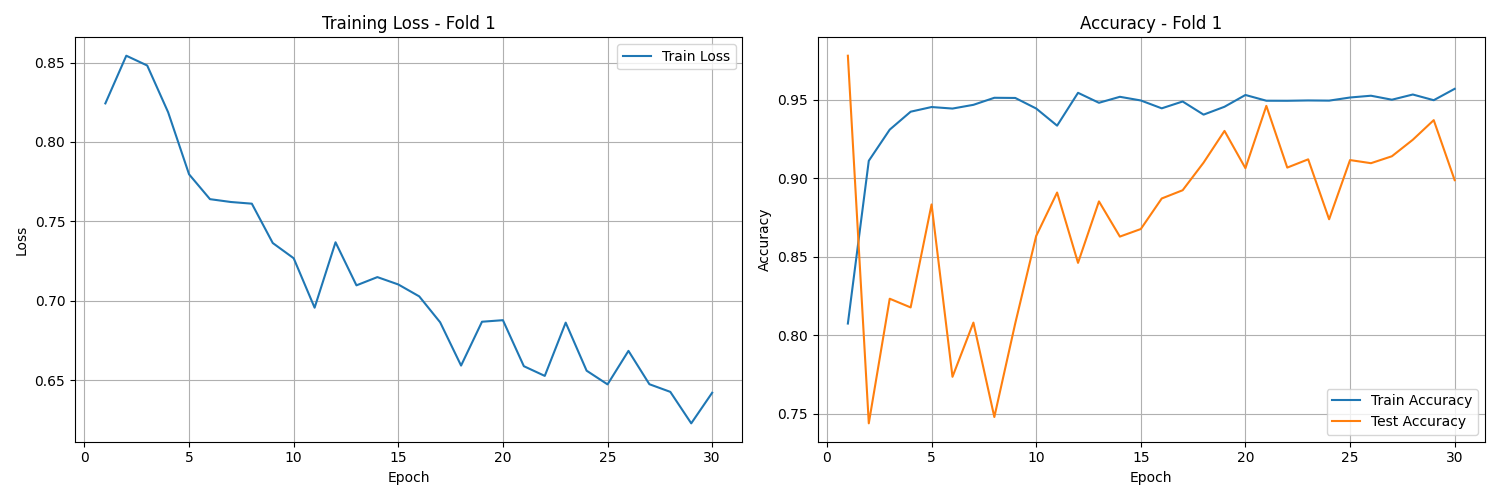 Training Loss - Fold 1
Train Loss
0.85
0.80
0.75
0.70
0.65
Loss
0 5 10 15 20 25 30
Epoch
Accuracy - Fold 1
0.95
0.90
0.85
0.80
0.75
Accuracy
Train Accuracy
Test Accuracy
0 5 10 15 20 25 30
Epoch